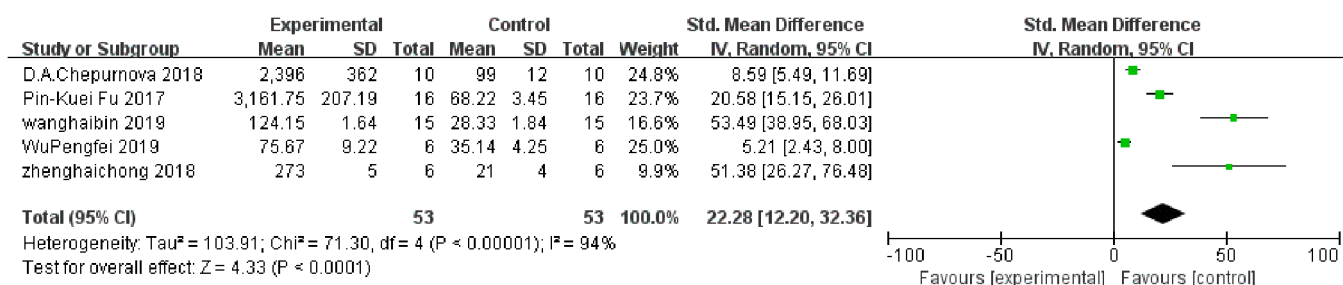 Experimental Control Std. Mean Difference Std. Mean Difference
Study or Subgroup Mean SD Total Mean SD Total Weight IV, Random, 95% CI IV, Random, 95% CI
D.A.Chepurnova 2018 2,396 362 10 99 12 10 24.8% 8.59 [5.49, 11.69]
Pin-Kuei Fu 2017 3,161.75 207.19 16 68.22 3.45 16 23.7% 20.58 [15.15, 26.01]
wanghaibin 2019 124.15 1.64 15 28.33 1.84 15 16.6% 53.49 [38.95, 68.03]
WuPengfei 2019 75.67 9.22 6 35.14 4.25 6 25.0% 5.21 [2.43, 8.00]
zhenghaichong 2018 273 5 6 21 4 6 9.9% 51.38 [26.27, 76.48]
Total (95% CI) 53 53 100.0% 22.28 [12.20, 32.36]
Heterogeneity: Tau² = 103.91; Chi² = 71.30, df = 4 (P < 0.00001); I² = 94%
Test for overall effect: Z = 4.33 (P < 0.0001)
-100 -50 0 50 100
Favours [experimental] Favours [control]